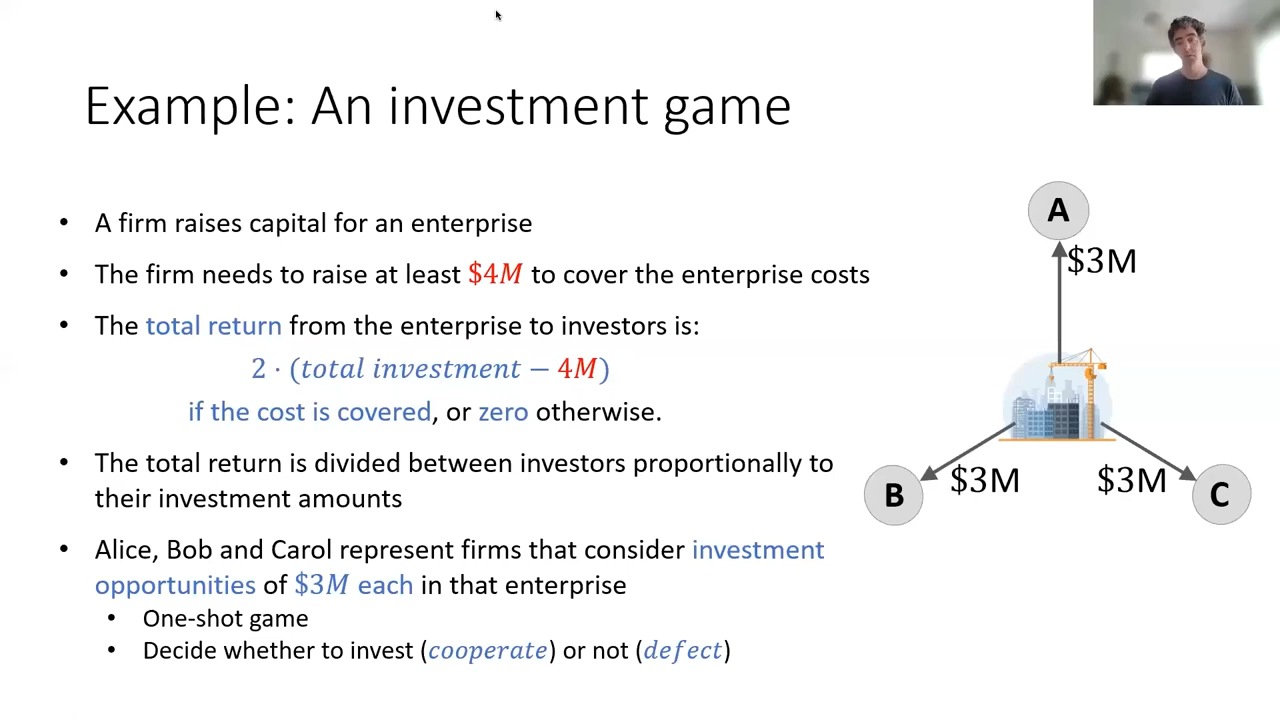 Example: An investment game
• A firm raises capital for an enterprise
• The firm needs to raise at least $4M to cover the enterprise costs
• The total return from the enterprise to investors is:
2 · (total investment − 4M)
if the cost is covered, or zero otherwise.
• The total return is divided between investors proportionally to
their investment amounts
• Alice, Bob and Carol represent firms that consider investment
opportunities of $3M each in that enterprise
• One-shot game
• Decide whether to invest (cooperate) or not (defect)
A
$3M
B
$3M
$3M
C